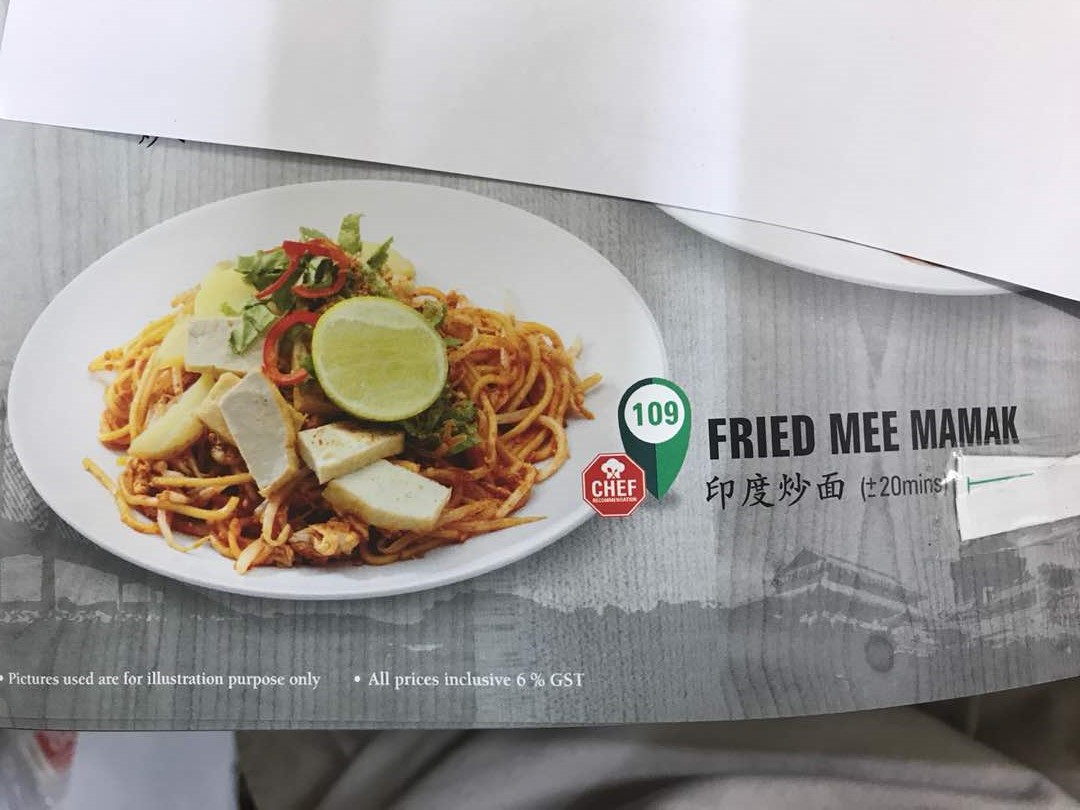 109
FRIED MEE MAMAK
CHEF
RECOMMENDATION
印度炒面 (±20mins)
• Pictures used are for illustration purpose only
• All prices inclusive 6 % GST